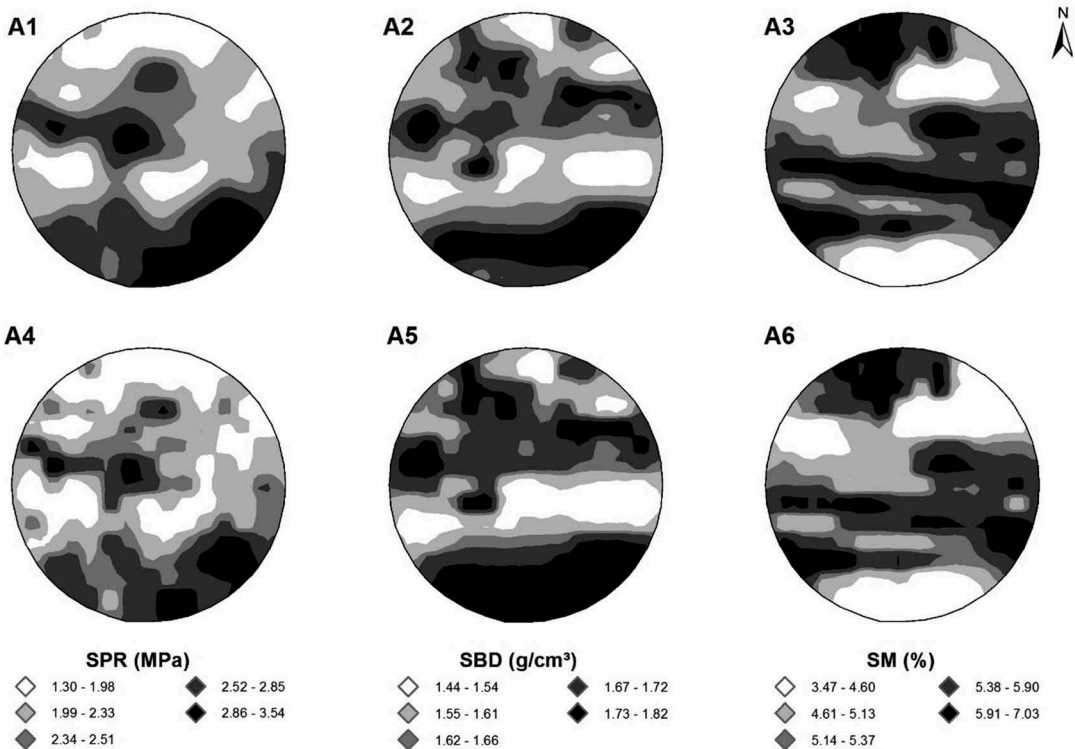 A1
A2
A3
N
A4
A5
A6
SPR (MPa)
1.30 - 1.98
2.52 - 2.85
1.99 - 2.33
2.86 - 3.54
2.34 - 2.51
SBD (g/cm³)
1.44 - 1.54
1.67 - 1.72
1.55 - 1.61
1.73 - 1.82
1.62 - 1.66
SM (%)
3.47 - 4.60
5.38 - 5.90
4.61 - 5.13
5.91 - 7.03
5.14 - 5.37